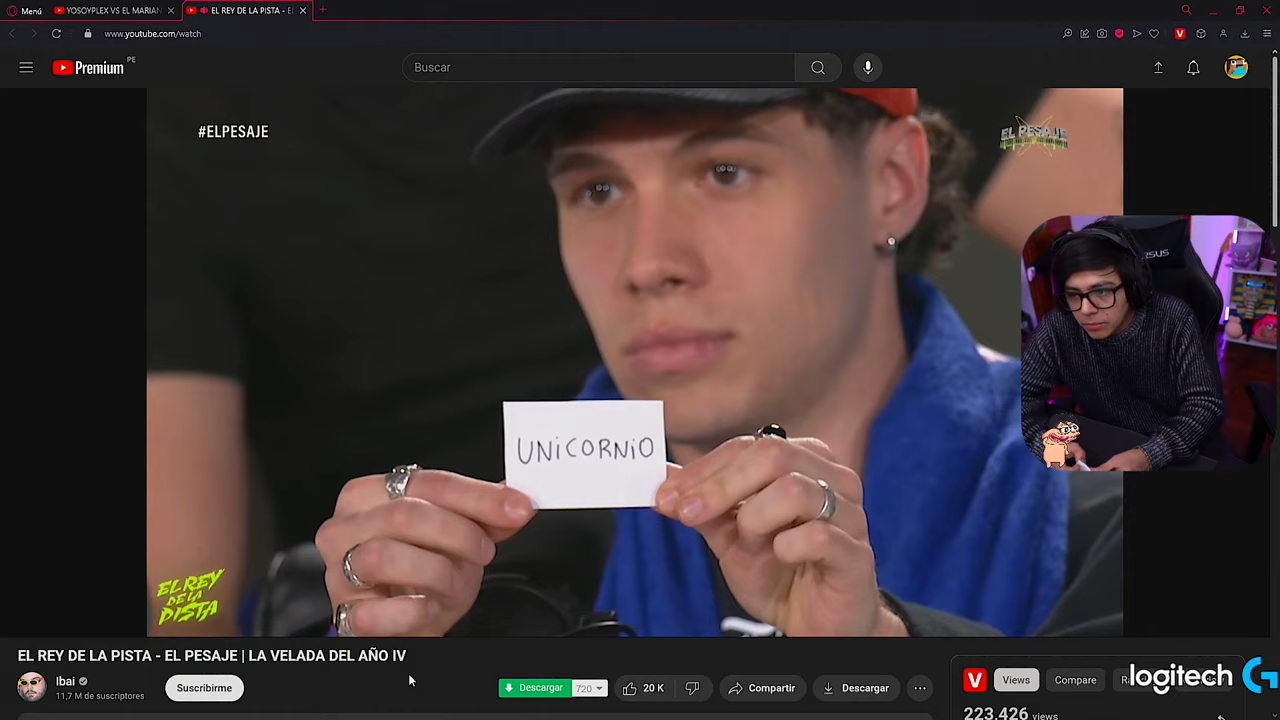 Menú
YOSOYPLEX VS EL MARIAN
EL REY DE LA PISTA - E
www.youtube.com/watch
Premium PE
Buscar
#ELPESAJE
EL PESAJE
UNiCORNiO
EL REY
DE LA
PISTA
EL REY DE LA PISTA - EL PESAJE | LA VELADA DEL AÑO IV
Ibai
11,7 M de suscriptores
Suscribirme
Descargar 720
20 K
Compartir
Descargar
V
Views
Compare
logitech G
223.426 views